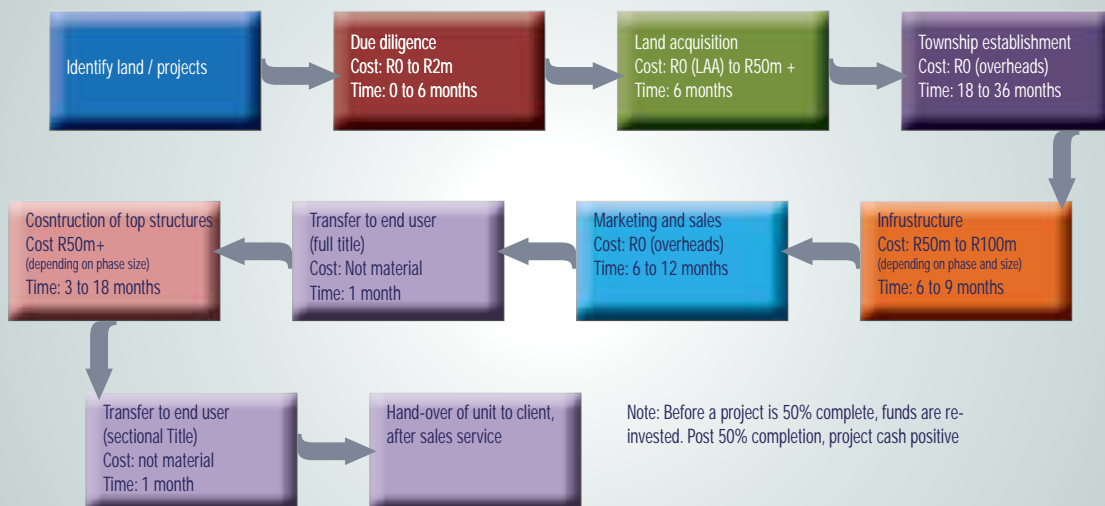 Identify land / projects
Due diligence
Cost: R0 to R2m
Time: 0 to 6 months
Land acquisition
Cost: R0 (LAA) to R50m +
Time: 6 months
Township establishment
Cost: R0 (overheads)
Time: 18 to 36 months
Infrustructure
Cost: R50m to R100m
(depending on phase and size)
Time: 6 to 9 months
Marketing and sales
Cost: R0 (overheads)
Time: 6 to 12 months
Transfer to end user
(full title)
Cost: Not material
Time: 1 month
Cosntruction of top structures
Cost R50m+
(depending on phase size)
Time: 3 to 18 months
Transfer to end user
(sectional Title)
Cost: not material
Time: 1 month
Hand-over of unit to client,
after sales service
Note: Before a project is 50% complete, funds are re-
invested. Post 50% completion, project cash positive